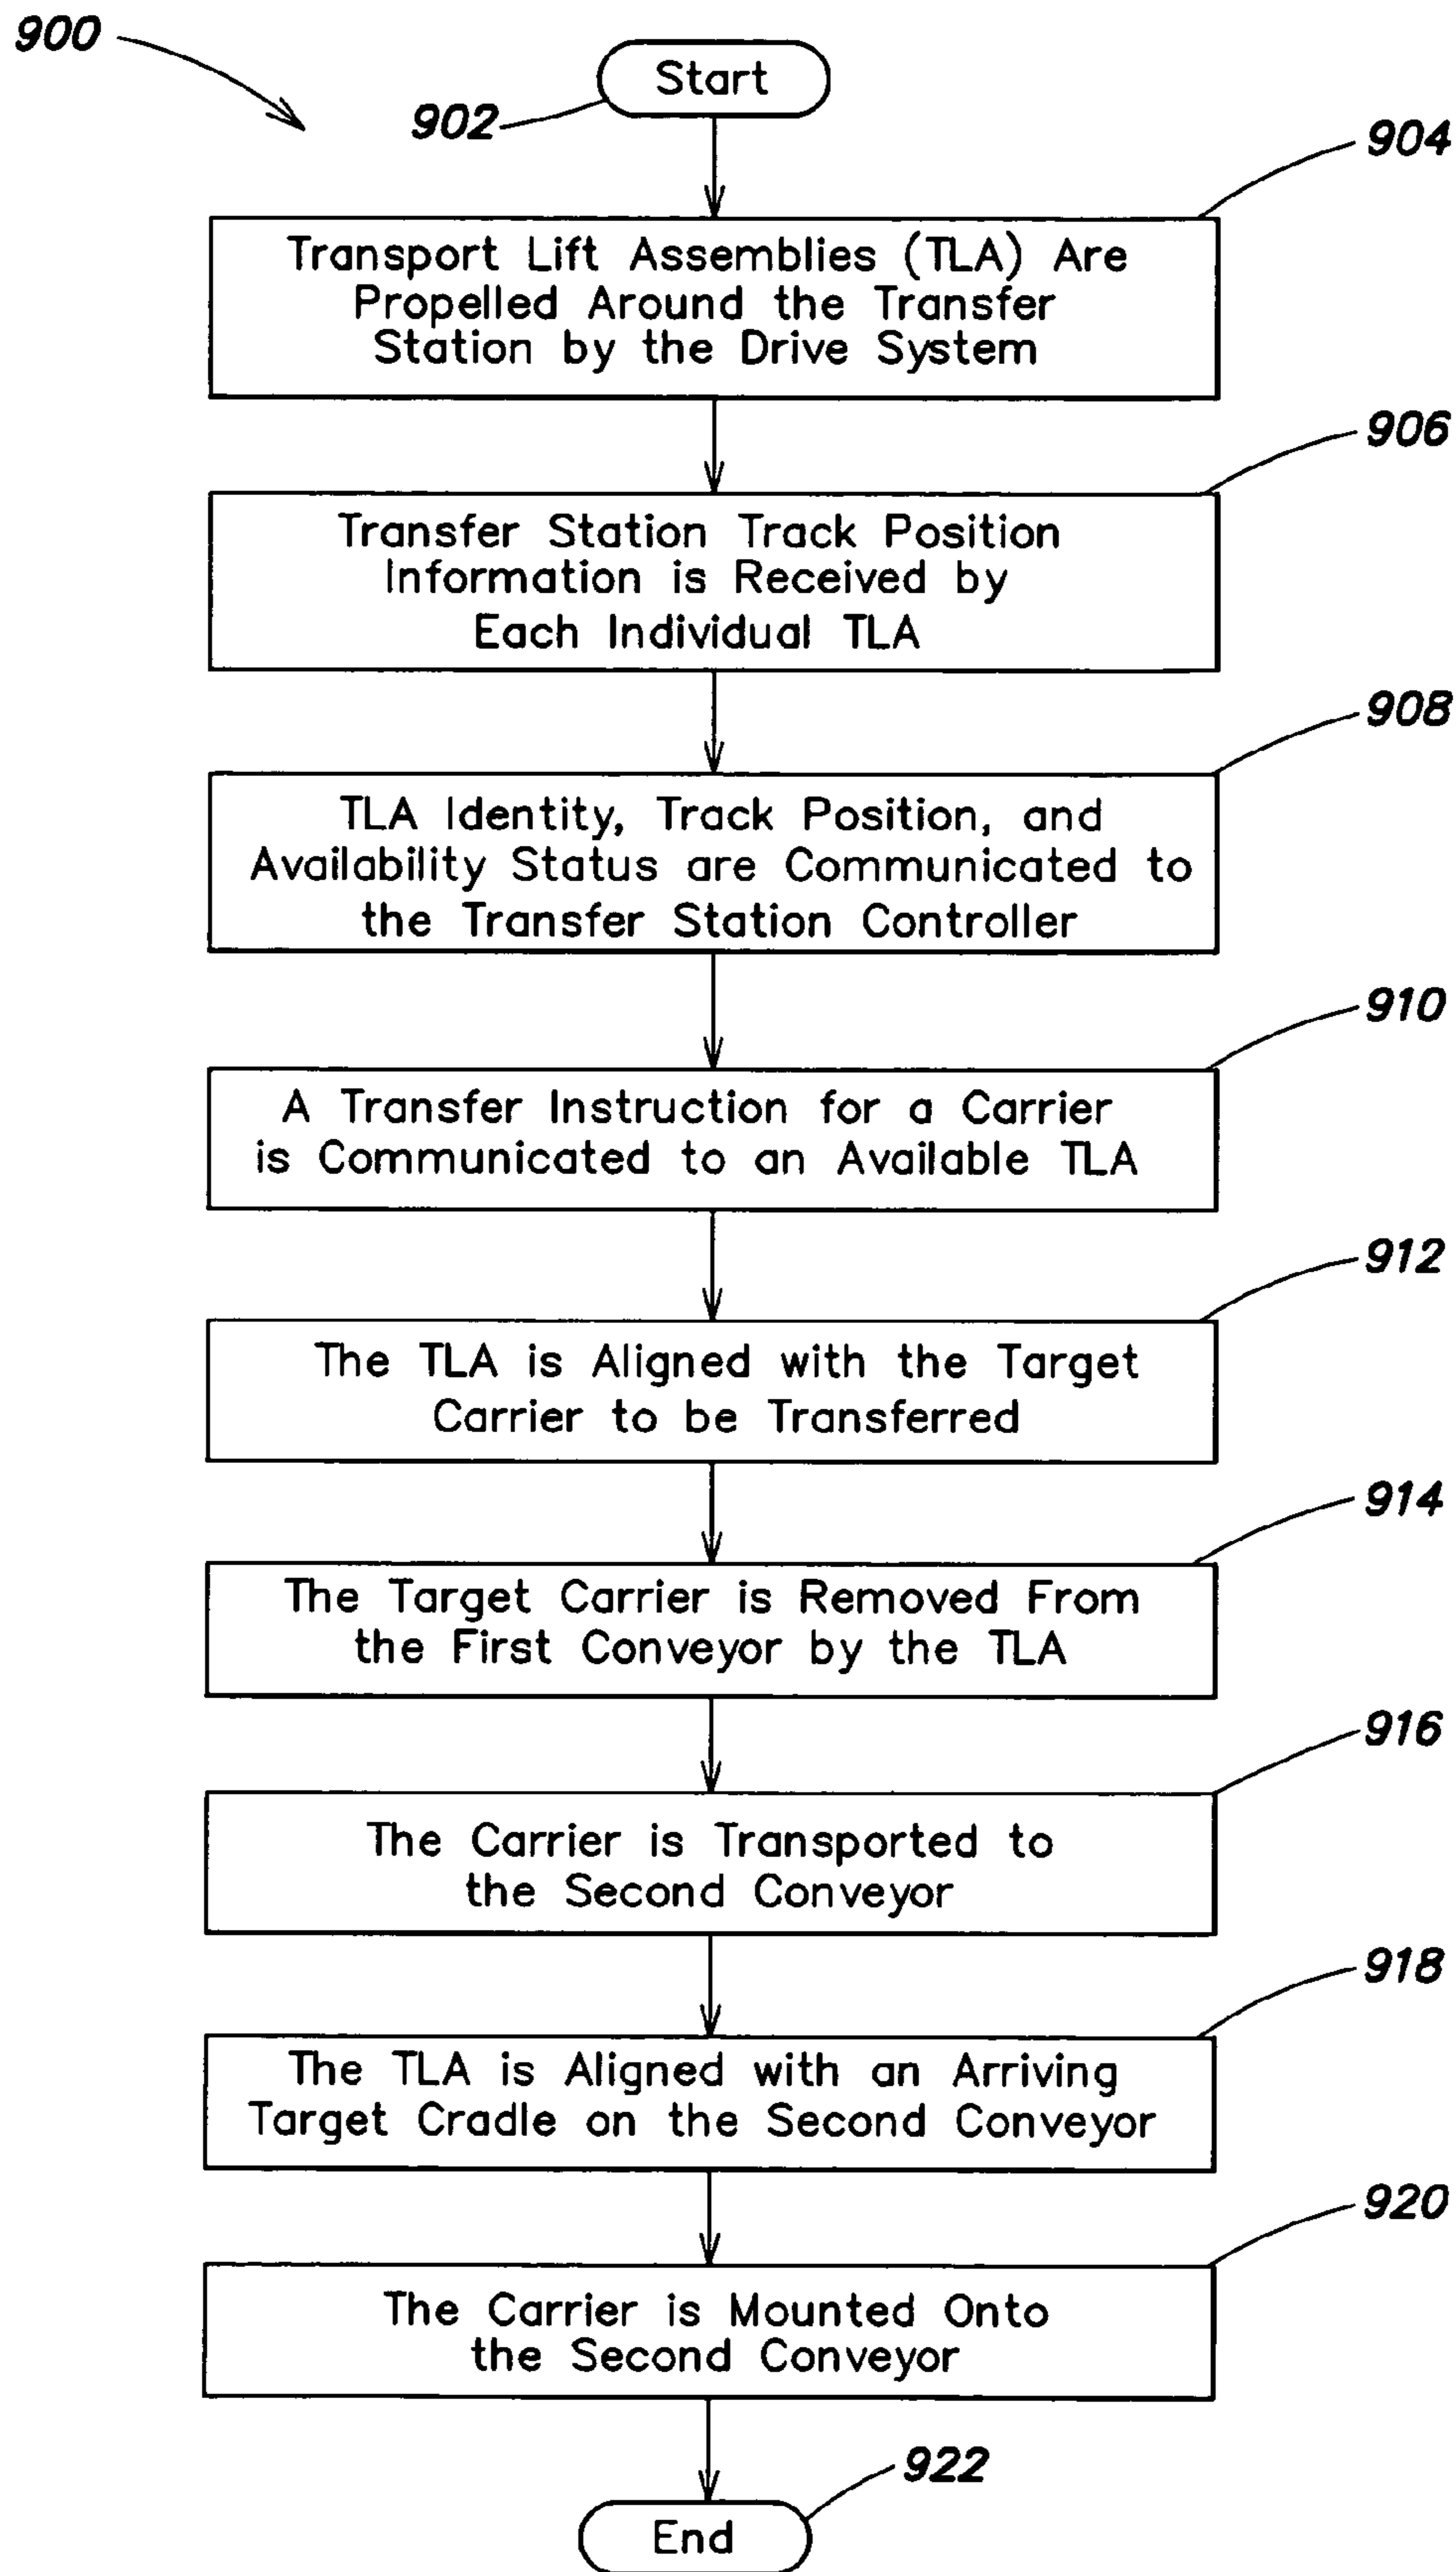 900
Start
902
904
Transport Lift Assemblies (TLA) Are
Propelled Around the Transfer
Station by the Drive System
906
Transfer Station Track Position
Information is Received by
Each Individual TLA
908
TLA Identity, Track Position, and
Availability Status are Communicated to
the Transfer Station Controller
910
A Transfer Instruction for a Carrier
is Communicated to an Available TLA
912
The TLA is Aligned with the Target
Carrier to be Transferred
914
The Target Carrier is Removed From
the First Conveyor by the TLA
916
The Carrier is Transported to
the Second Conveyor
918
The TLA is Aligned with an Arriving
Target Cradle on the Second Conveyor
920
The Carrier is Mounted Onto
the Second Conveyor
922
End